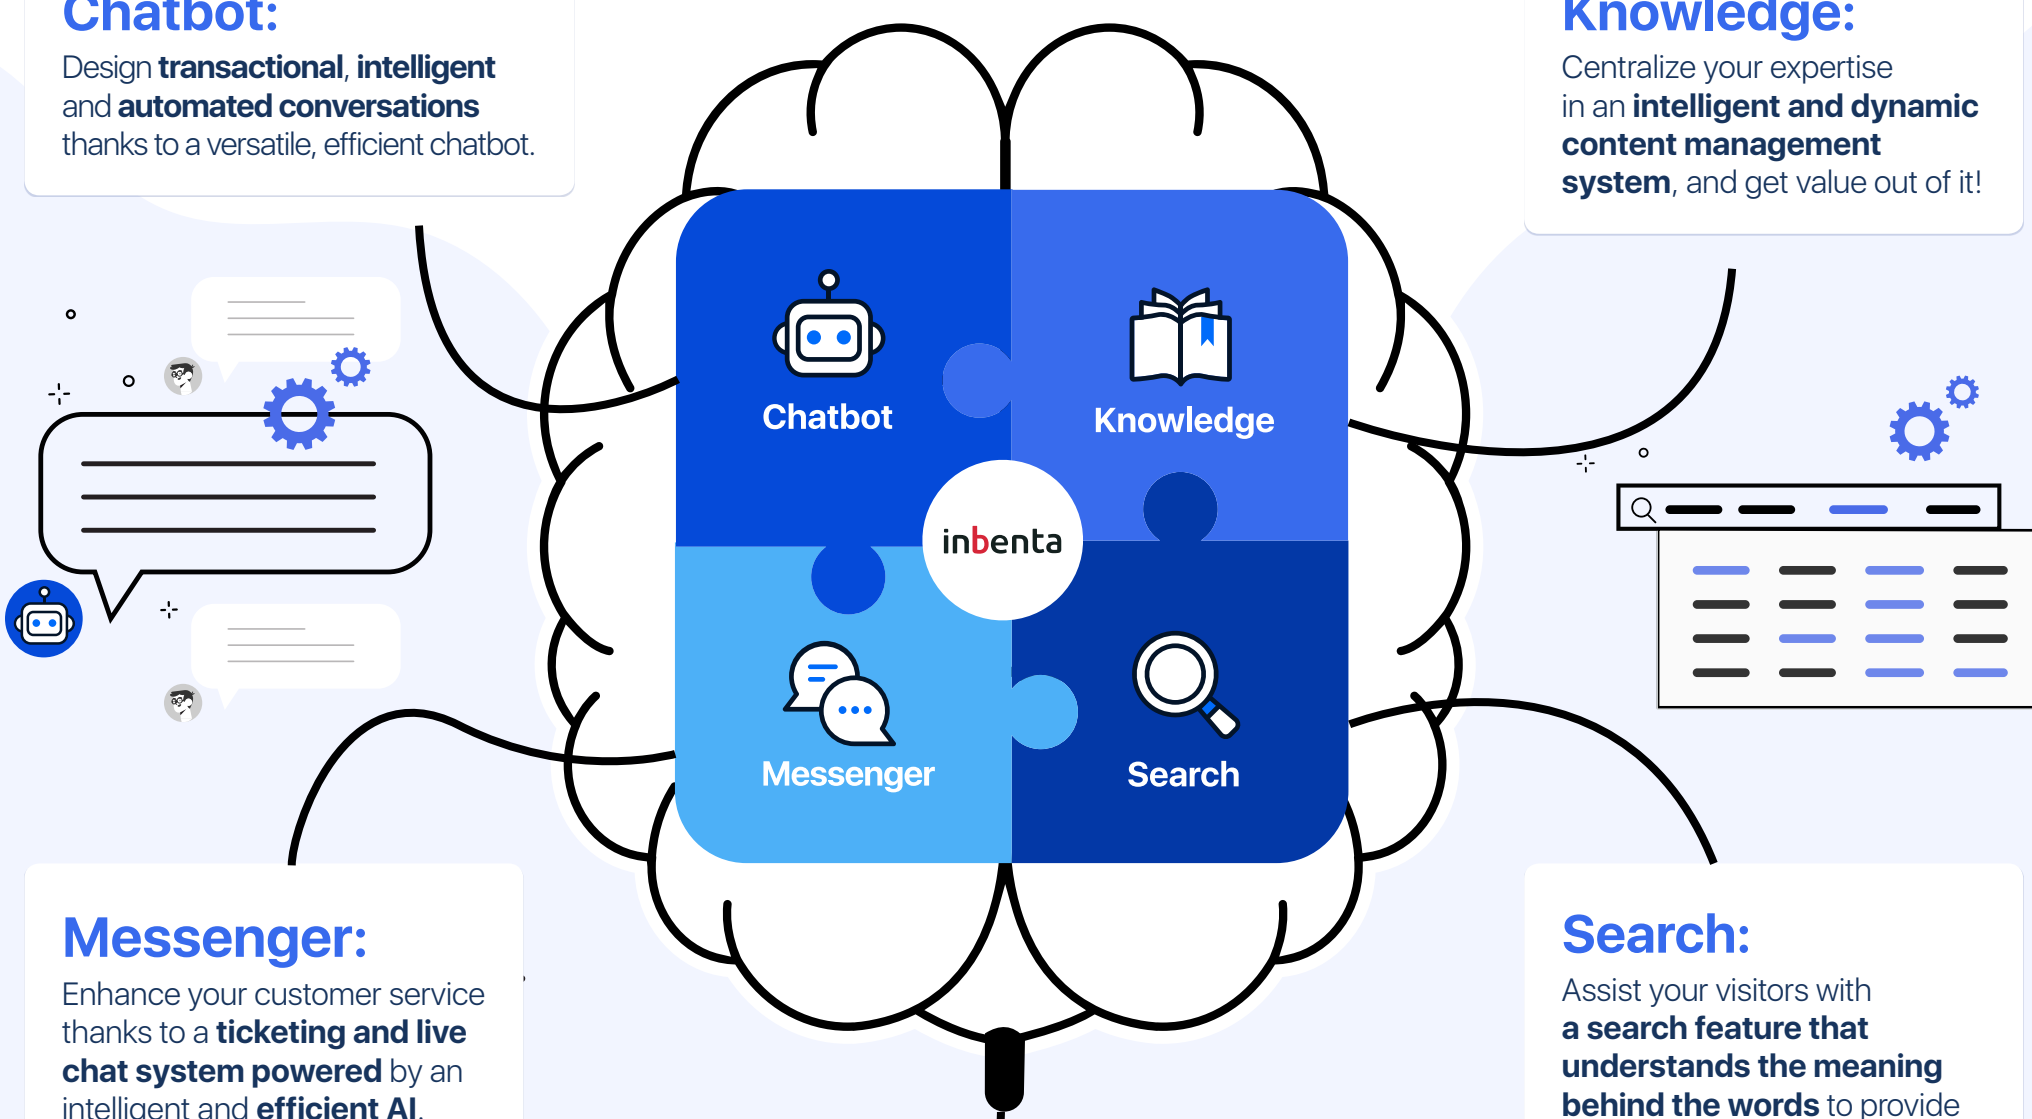 Chatbot:
Design transactional, intelligent
and automated conversations
thanks to a versatile, efficient chatbot.
Knowledge:
Centralize your expertise
in an intelligent and dynamic
content management
system, and get value out of it!
Chatbot
Knowledge
inbenta
Messenger
Search
Messenger:
Enhance your customer service
thanks to a ticketing and live
chat system powered by an
intelligent and efficient AI.
Search:
Assist your visitors with
a search feature that
understands the meaning
behind the words to provide